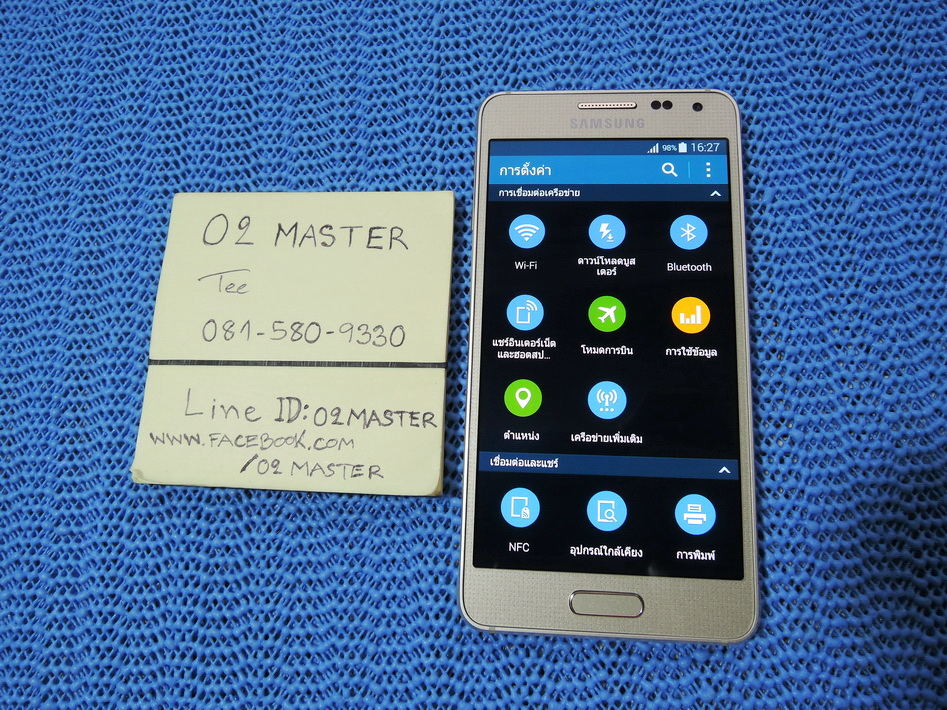 O2 MASTER
Tee
081-580-9330
Line ID: O2MASTER
WWW.FACEBOOK.COM
/O2 MASTER
SAMSUNG
98% 16:27
การตั้งค่า
การเชื่อมต่อเครือข่าย
Wi-Fi
ดาวน์โหลดบูส
เตอร์
Bluetooth
แชร์อินเตอร์เน็ต
และฮอตสป...
โหมดการบิน
การใช้ข้อมูล
ตำแหน่ง
เครือข่ายเพิ่มเติม
เชื่อมต่อและแชร์
NFC
อุปกรณ์ใกล้เคียง
การพิมพ์